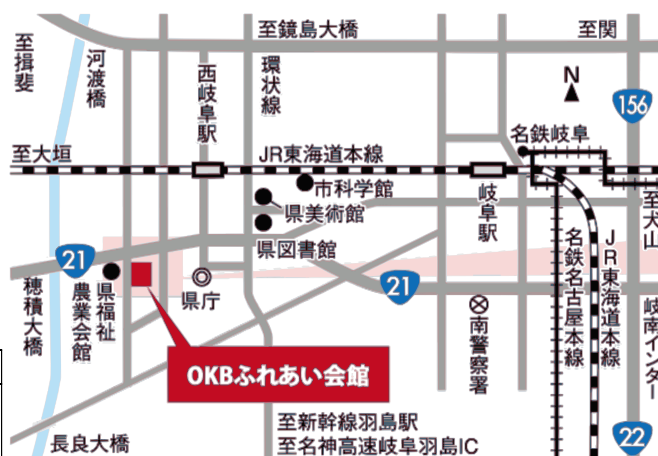 至鏡島大橋
至関
至揖斐
河渡橋
西岐阜駅
環状線
N
156
名鉄岐阜
至大垣
JR東海道本線
市科学館
県美術館
岐阜駅
至犬山
県図書館
21
県庁
21
穂積大橋
県福祉
農業会館
名鉄名古屋本線
JR東海道本線
岐南インター
南警察署
OKBふれあい会館
至新幹線羽島駅
至名神高速岐阜羽島IC
長良大橋
22